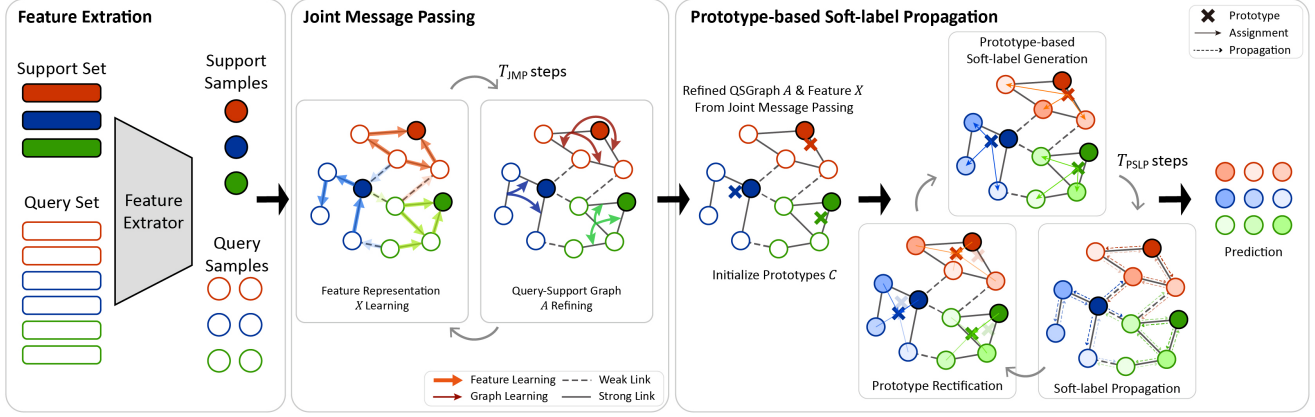 Feature Extration
Support Set
Query Set
Support
Samples
Feature
Extrator
Query
Samples
Joint Message Passing
T_JMP steps
Feature Representation
X Learning
Query-Support Graph
A Refining
Feature Learning
Graph Learning
Weak Link
Strong Link
Prototype-based Soft-label Propagation
Prototype
Assignment
Propagation
Refined QSGraph A & Feature X
From Joint Message Passing
Initialize Prototypes C
Prototype-based
Soft-label Generation
T_PSLP steps
Prototype Rectification
Soft-label Propagation
Prediction